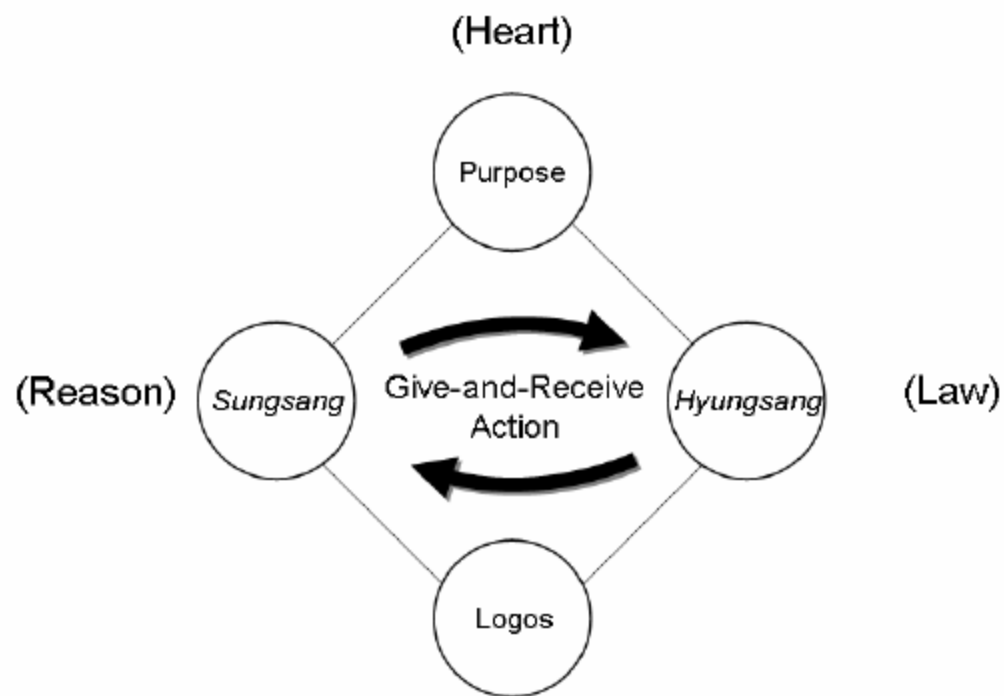 (Heart)
Purpose
(Reason)
Sungsang
Give-and-Receive
Action
Hyungsang
(Law)
Logos